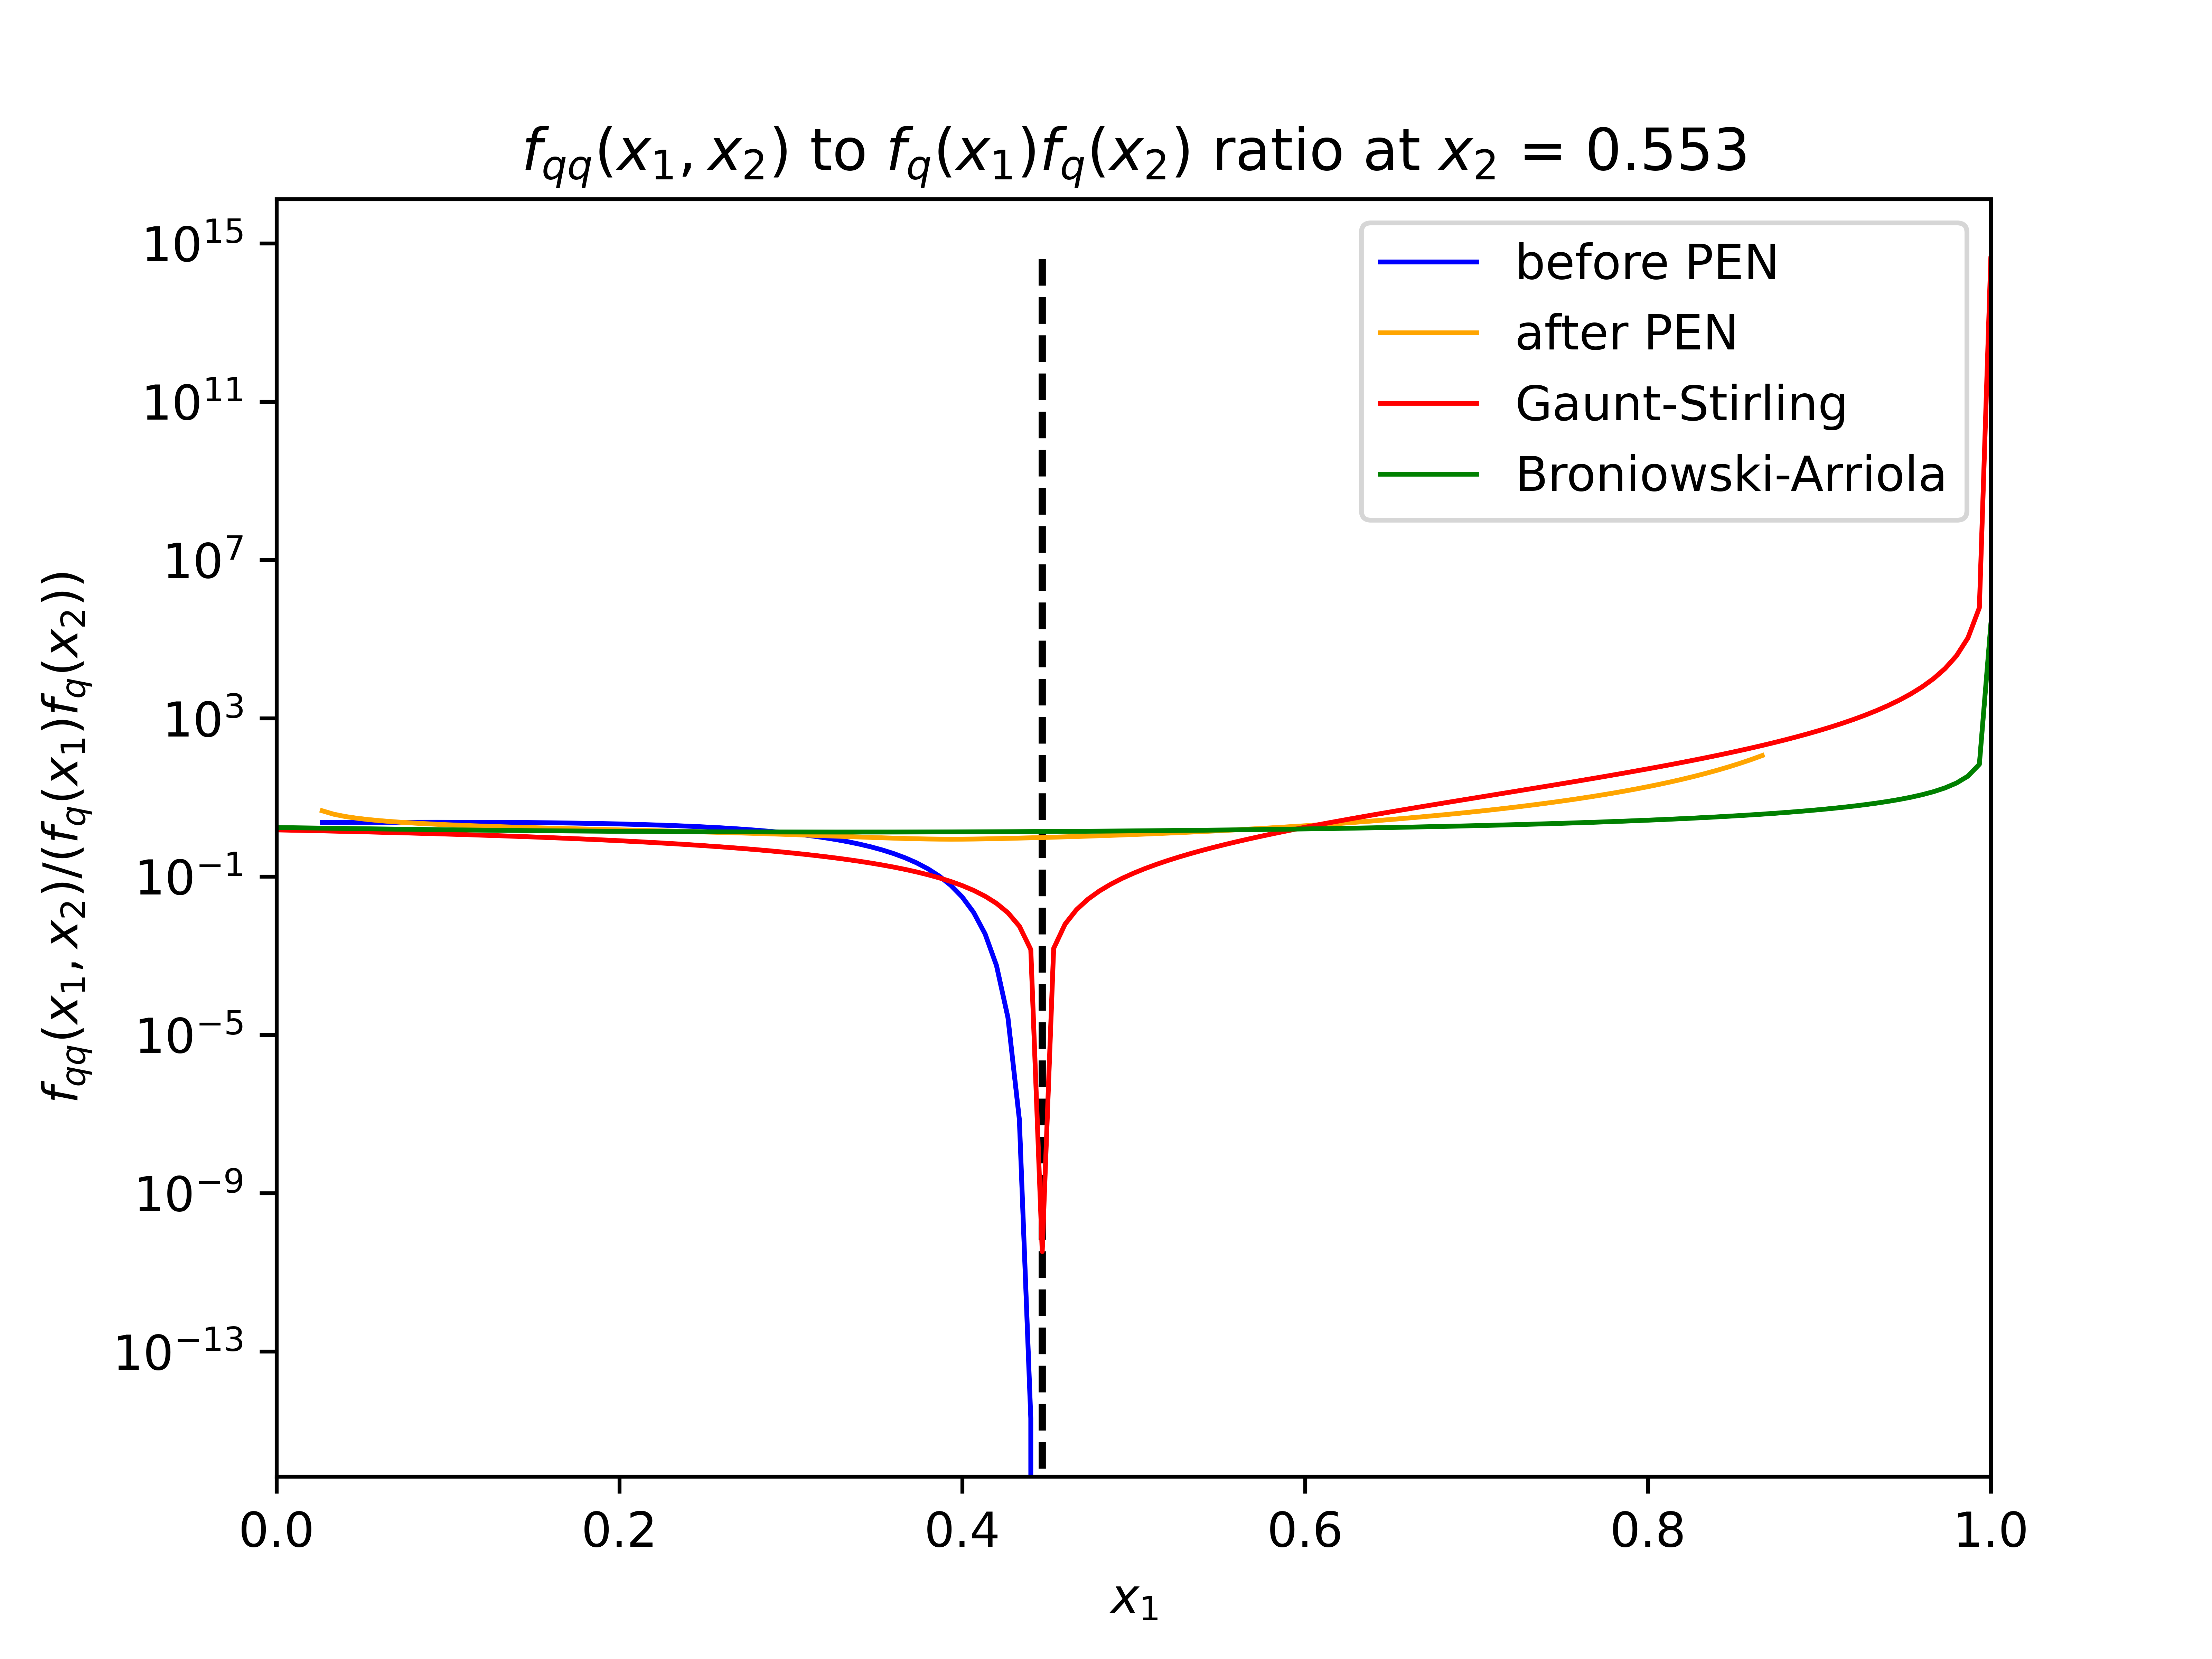 f_qq(x_1, x_2) to f_q(x_1)f_q(x_2) ratio at x_2 = 0.553
10^15
10^11
10^7
10^3
10^−1
10^−5
10^−9
10^−13
f_qq(x_1, x_2)/(f_q(x_1)f_q(x_2))
before PEN
after PEN
Gaunt-Stirling
Broniowski-Arriola
0.0 0.2 0.4 0.6 0.8 1.0
x_1